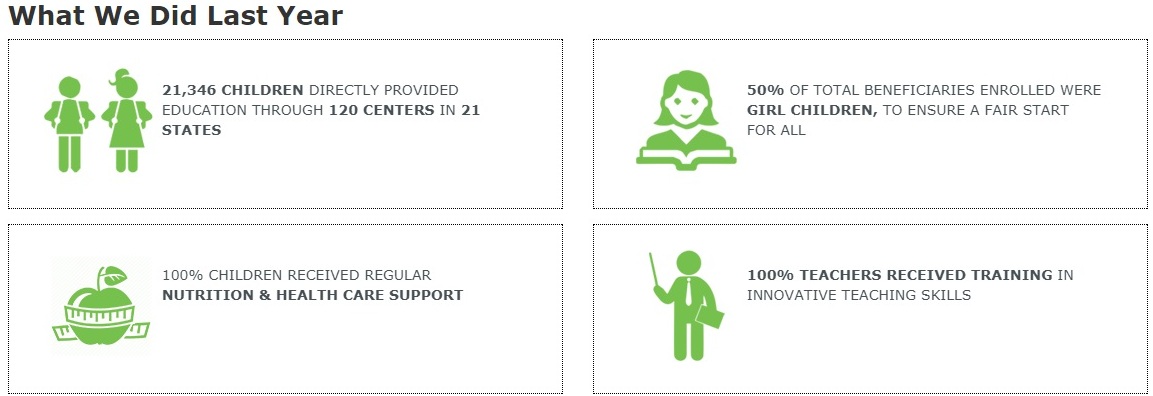 What We Did Last Year
21,346 CHILDREN DIRECTLY PROVIDED
EDUCATION THROUGH 120 CENTERS IN 21
STATES
50% OF TOTAL BENEFICIARIES ENROLLED WERE
GIRL CHILDREN, TO ENSURE A FAIR START
FOR ALL
100% CHILDREN RECEIVED REGULAR
NUTRITION & HEALTH CARE SUPPORT
100% TEACHERS RECEIVED TRAINING IN
INNOVATIVE TEACHING SKILLS